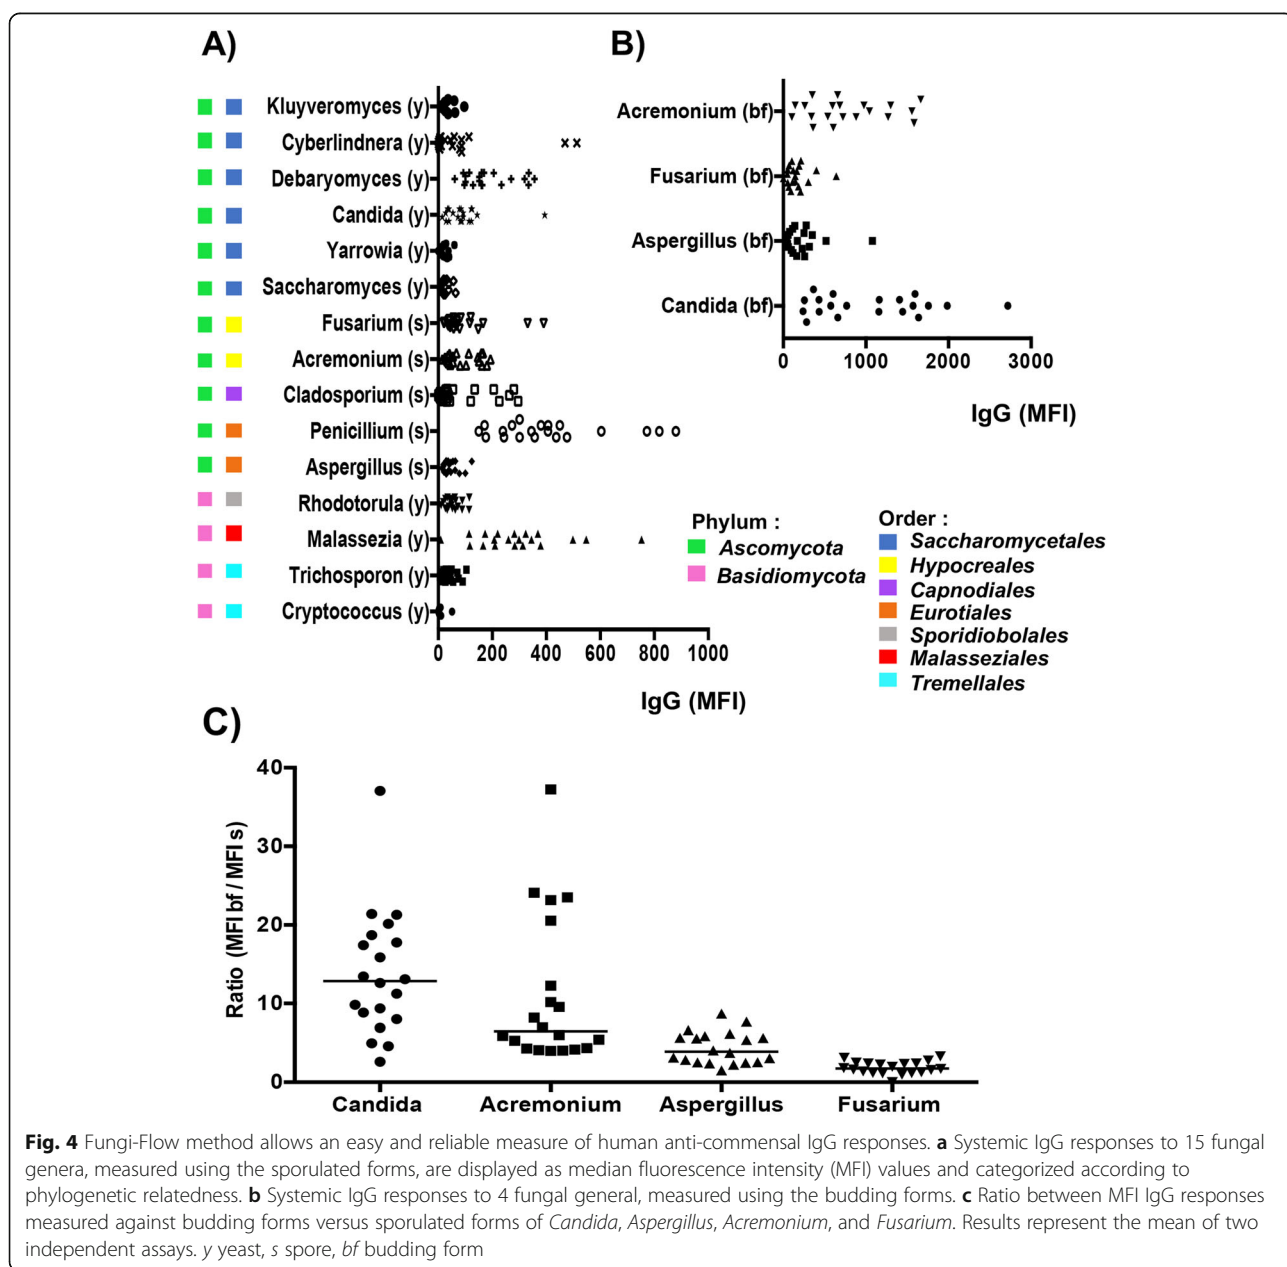 A)
Kluyveromyces (y)
Cyberlindnera (y)
Debaryomyces (y)
Candida (y)
Yarrowia (y)
Saccharomyces (y)
Fusarium (s)
Acremonium (s)
Cladosporium (s)
Penicillium (s)
Aspergillus (s)
Rhodotorula (y)
Malassezia (y)
Trichosporon (y)
Cryptococcus (y)
0 200 400 600 800 1000
IgG (MFI)
B)
Acremonium (bf)
Fusarium (bf)
Aspergillus (bf)
Candida (bf)
0 1000 2000 3000
IgG (MFI)
Phylum :
Ascomycota
Basidiomycota
Order :
Saccharomycetales
Hypocreales
Capnodiales
Eurotiales
Sporidiobolales
Malasseziales
Tremellales
C)
Ratio (MFI bf / MFI s)
40
30
20
10
0
Candida Acremonium Aspergillus Fusarium
Fig. 4 Fungi-Flow method allows an easy and reliable measure of human anti-commensal IgG responses. a Systemic IgG responses to 15 fungal
genera, measured using the sporulated forms, are displayed as median fluorescence intensity (MFI) values and categorized according to
phylogenetic relatedness. b Systemic IgG responses to 4 fungal general, measured using the budding forms. c Ratio between MFI IgG responses
measured against budding forms versus sporulated forms of Candida, Aspergillus, Acremonium, and Fusarium. Results represent the mean of two
independent assays. y yeast, s spore, bf budding form